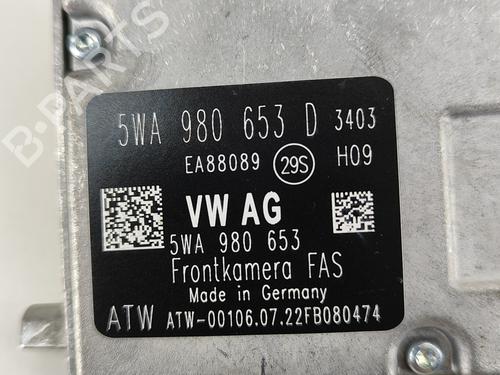 5WA 980 653 D 3403
EA88089 29S H09
VW AG
5WA 980 653
Frontkamera FAS
Made in Germany
ATW ATW-00106.07.22FB080474
B-PARTS